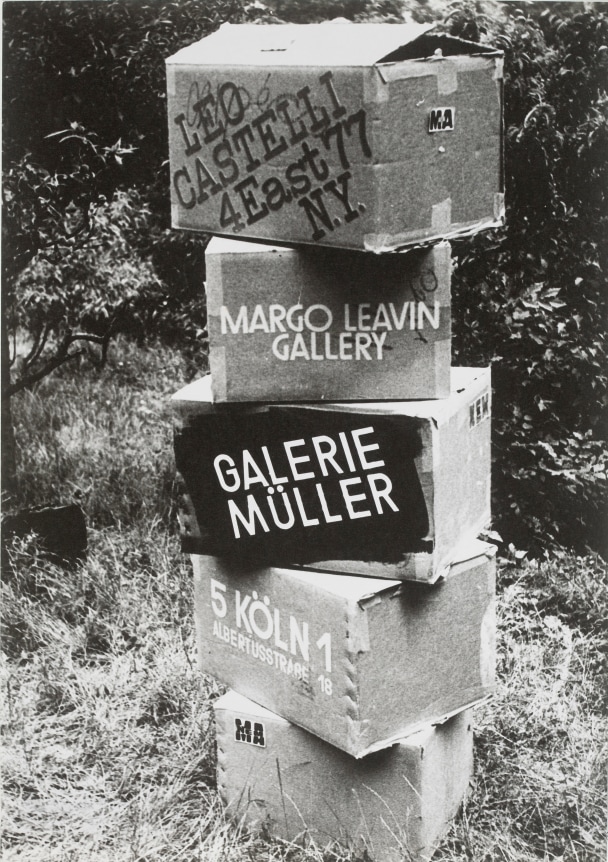 LEO
CASTELLI
4 East 77
N.Y.
MA
MARGO LEAVIN
GALLERY
GALERIE
MÜLLER
5 KÖLN 1
ALBERTUSSTRAßE 18
MA